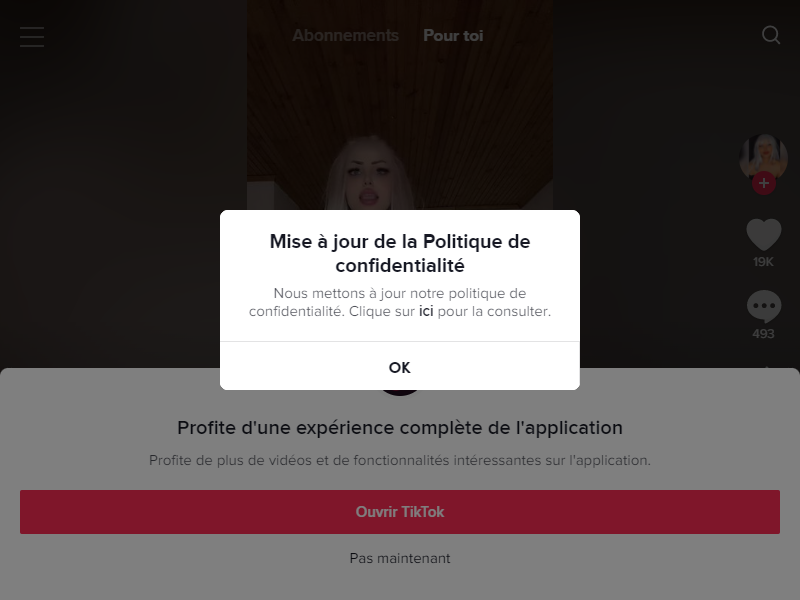 Abonnements
Pour toi
19K
493
Mise à jour de la Politique de
confidentialité
Nous mettons à jour notre politique de
confidentialité. Clique sur ici pour la consulter.
OK
Profite d'une expérience complète de l'application
Profite de plus de vidéos et de fonctionnalités intéressantes sur l'application.
Ouvrir TikTok
Pas maintenant